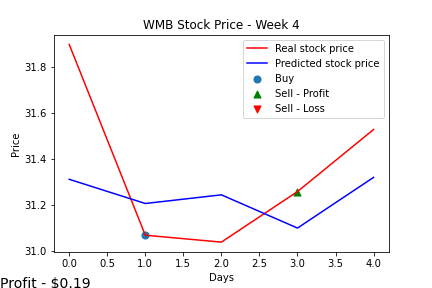 WMB Stock Price - Week 4
Real stock price
Predicted stock price
Buy
Sell - Profit
Sell - Loss
31.8
31.6
31.4
31.2
31.0
Price
0.0 0.5 1.0 1.5 2.0 2.5 3.0 3.5 4.0
Days
Profit - $0.19